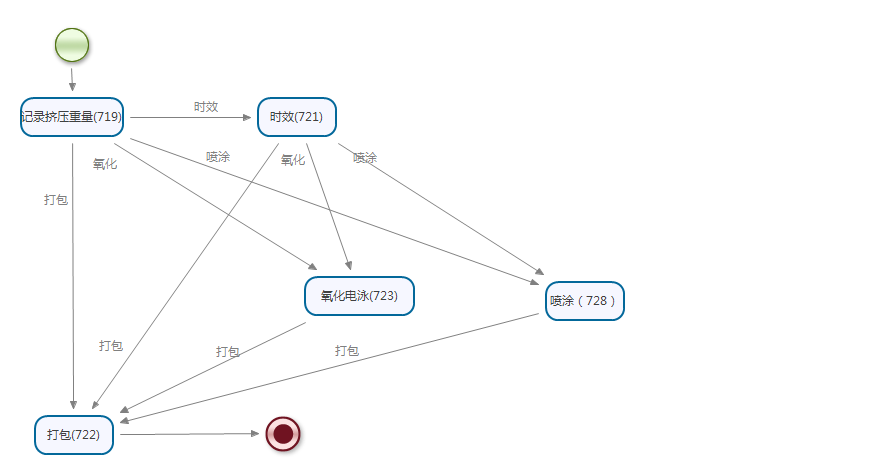 时效
记录挤压重量(719)
时效(721)
氧化
喷涂
氧化
喷涂
打包
氧化电泳(723)
喷涂（728）
打包
打包
打包
打包(722)